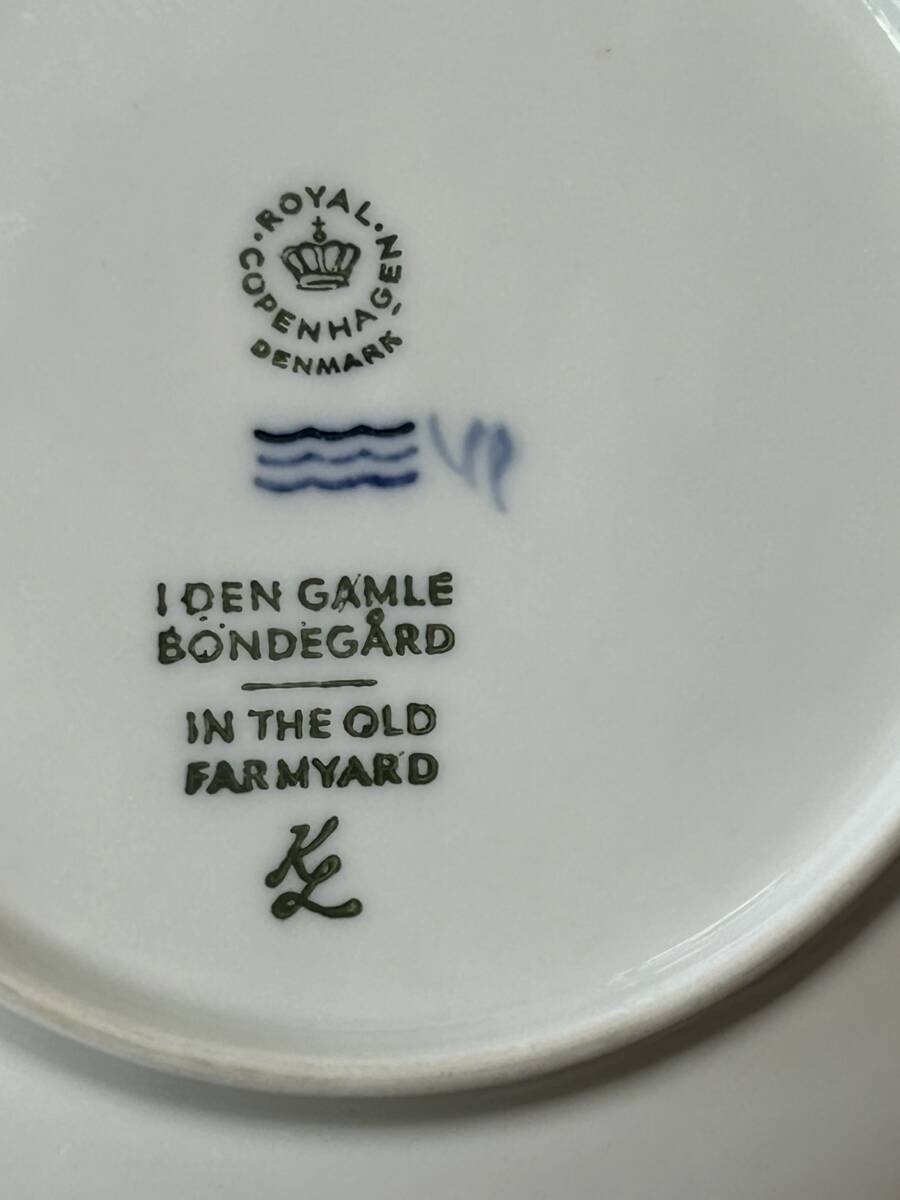 ROYAL
COPENHAGEN
DENMARK
I DEN GAMLE
BONDEGÅRD
IN THE OLD
FARMYARD
KL